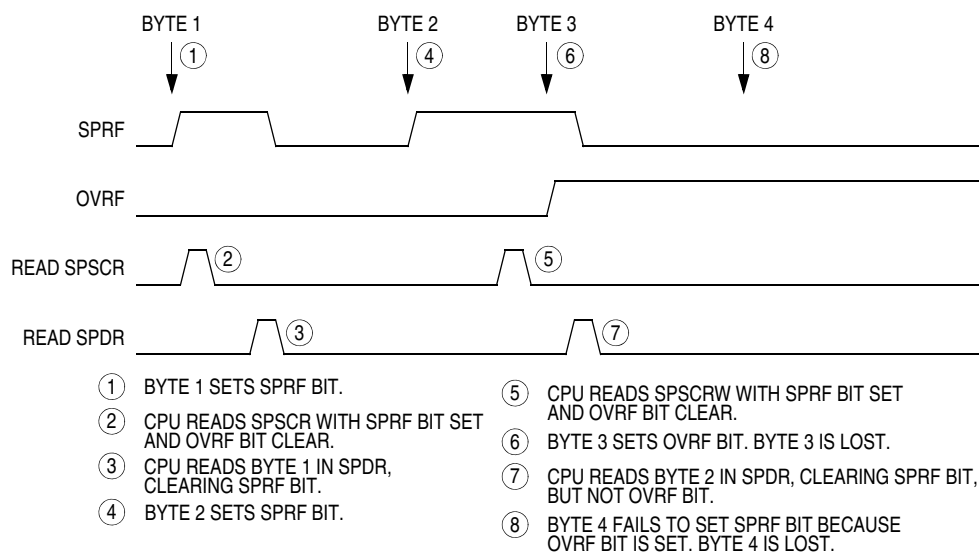 BYTE 1 BYTE 2 BYTE 3 BYTE 4
1 4 6 8
SPRF
OVRF
READ SPSCR
2 5
READ SPDR
3 7
1 BYTE 1 SETS SPRF BIT.
2 CPU READS SPSCR WITH SPRF BIT SET
AND OVRF BIT CLEAR.
3 CPU READS BYTE 1 IN SPDR,
CLEARING SPRF BIT.
4 BYTE 2 SETS SPRF BIT.
5 CPU READS SPSCRW WITH SPRF BIT SET
AND OVRF BIT CLEAR.
6 BYTE 3 SETS OVRF BIT. BYTE 3 IS LOST.
7 CPU READS BYTE 2 IN SPDR, CLEARING SPRF BIT,
BUT NOT OVRF BIT.
8 BYTE 4 FAILS TO SET SPRF BIT BECAUSE
OVRF BIT IS SET. BYTE 4 IS LOST.